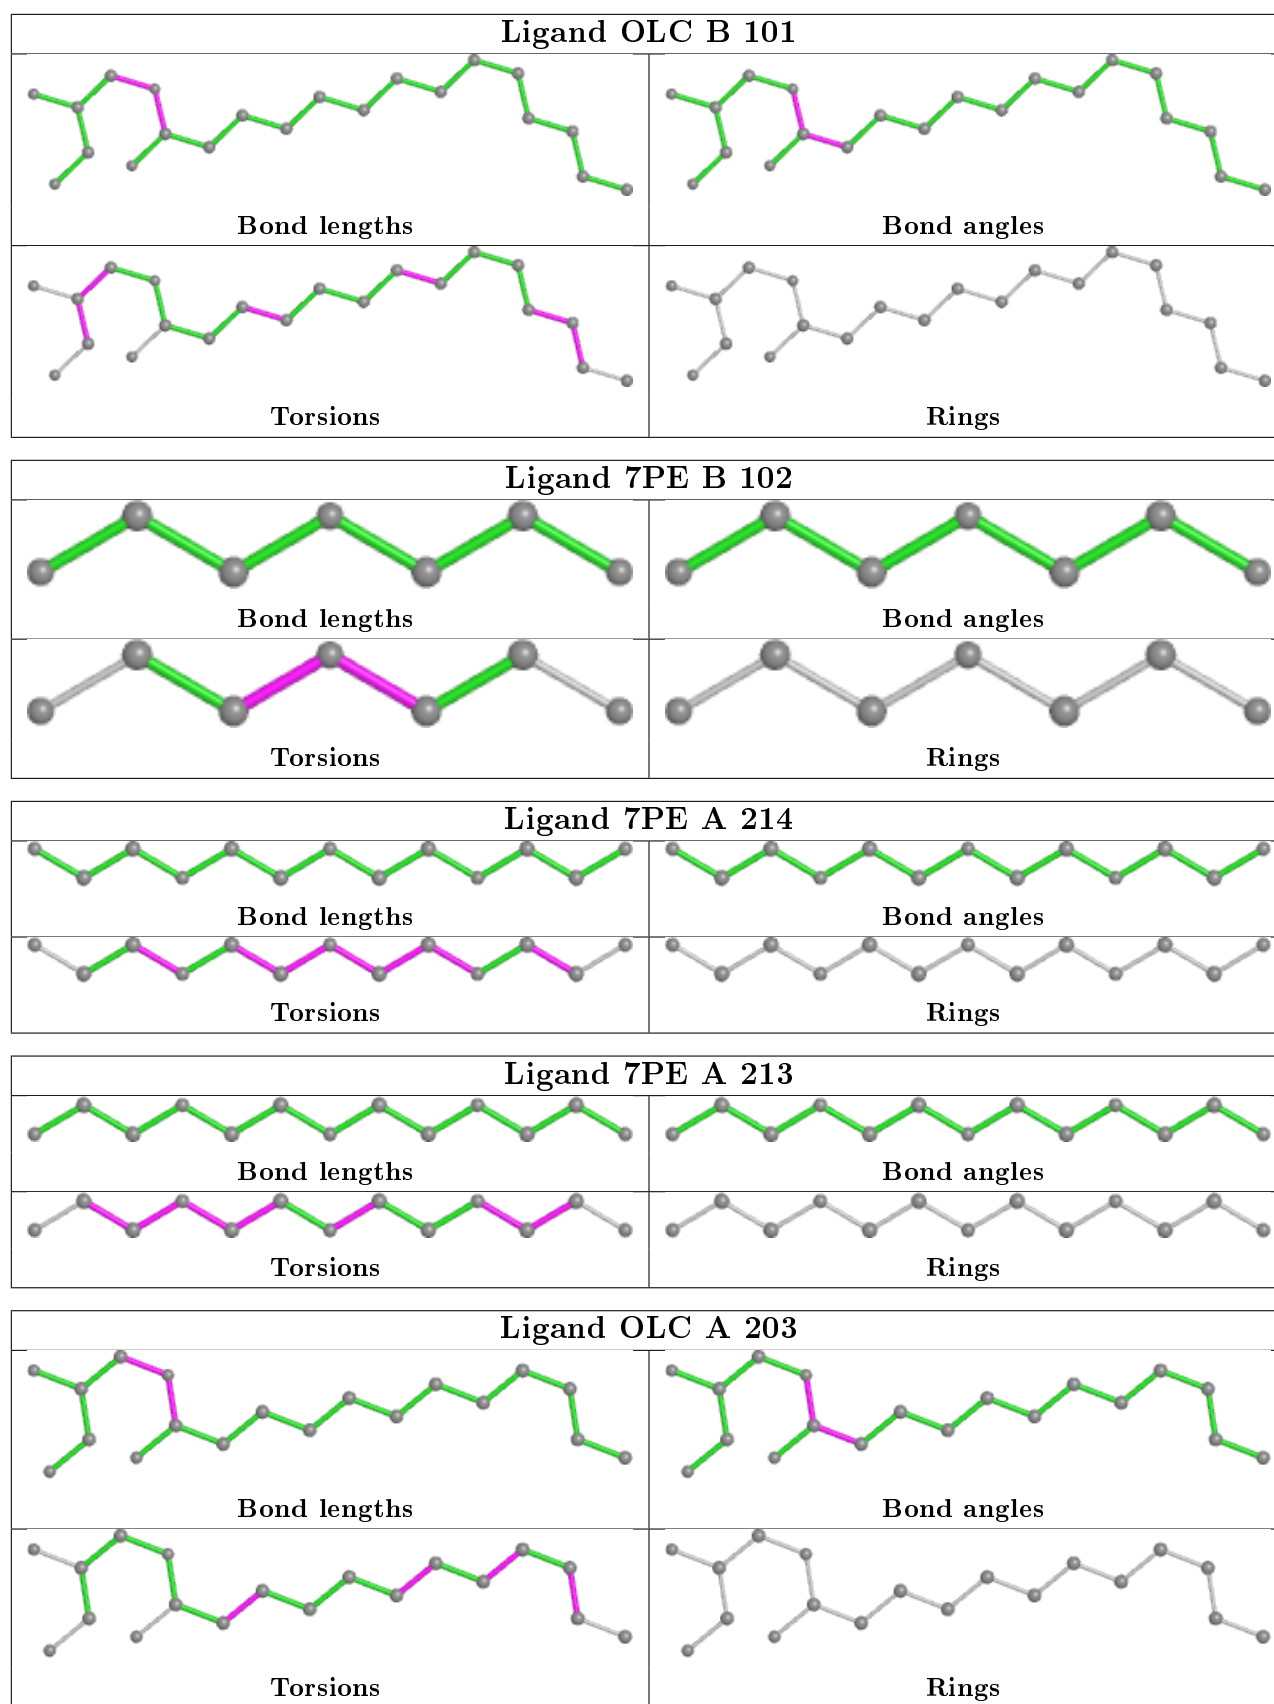 Ligand OLC B 101
Bond lengths
Bond angles
Torsions
Rings
Ligand 7PE B 102
Bond lengths
Bond angles
Torsions
Rings
Ligand 7PE A 214
Bond lengths
Bond angles
Torsions
Rings
Ligand 7PE A 213
Bond lengths
Bond angles
Torsions
Rings
Ligand OLC A 203
Bond lengths
Bond angles
Torsions
Rings